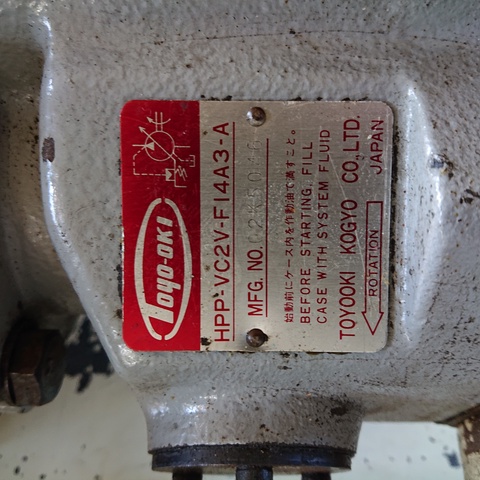 TOYO-OKI
HPP-VC2V-F14A3-A
MFG. NO.
始動前にケース内を作動油で満すこと。
BEFORE STARTING, FILL
CASE WITH SYSTEM FLUID
TOYOOKI KOGYO CO.,LTD.
ROTATION
JAPAN